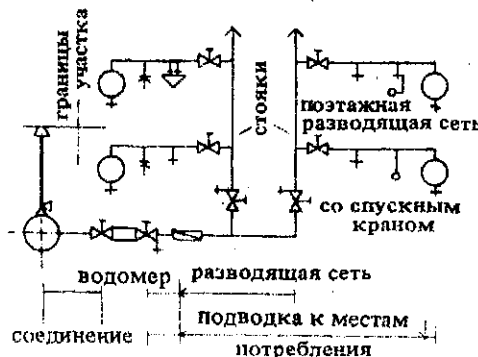 границы
участка
стояки
поэтажная
разводящая сеть
со спускным
краном
водомер
разводящая сеть
соединение
подводка к местам
потребления